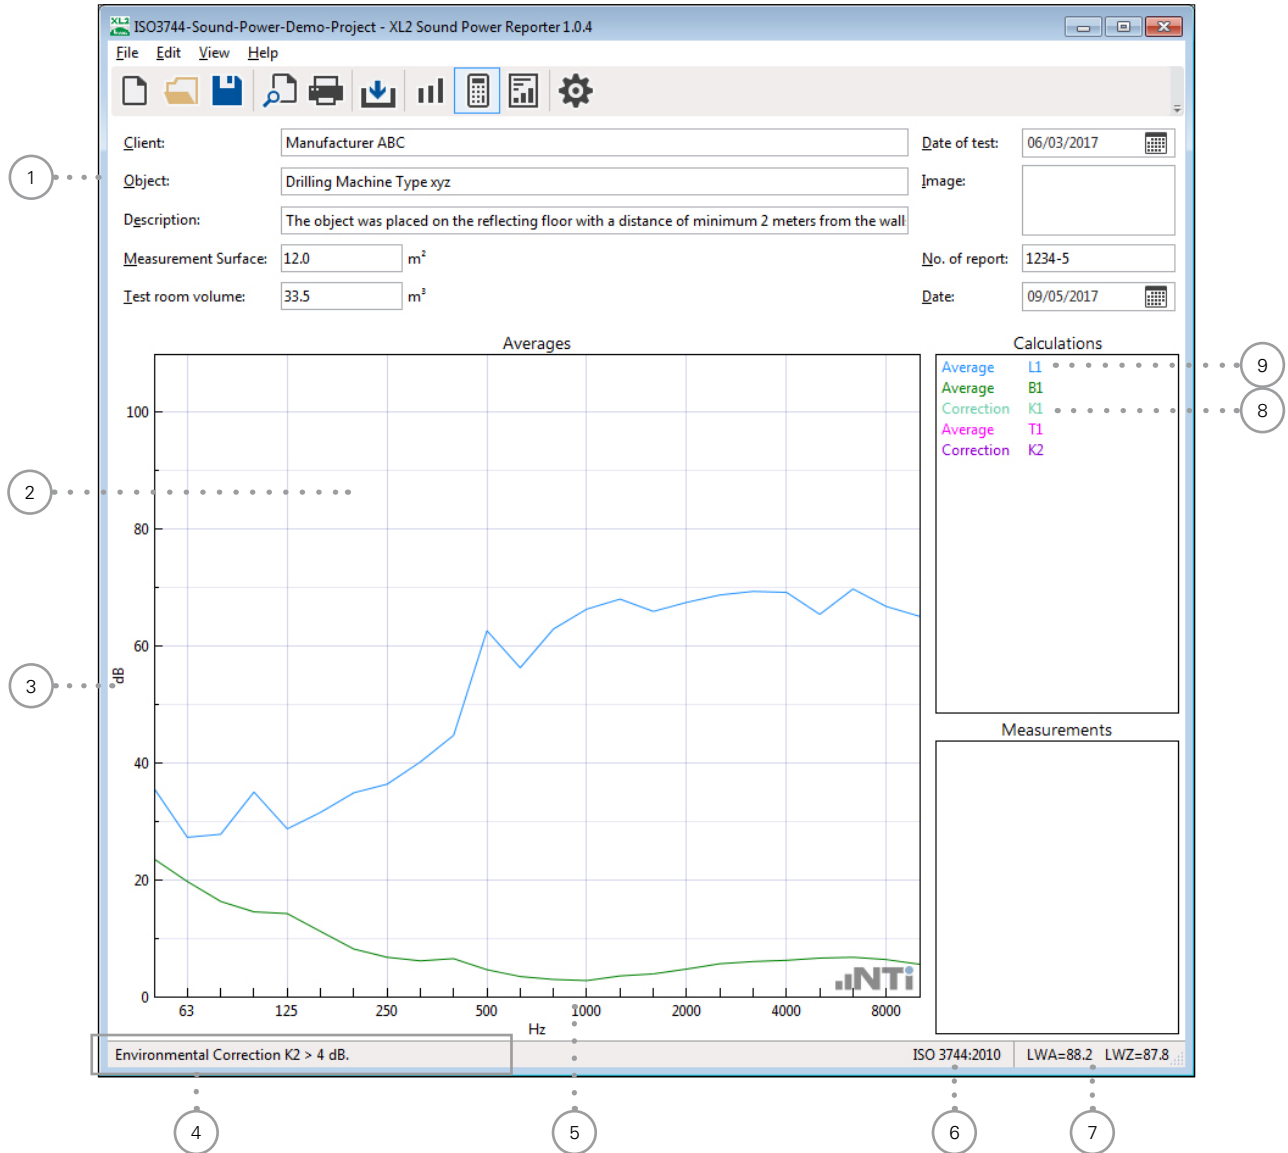 XL2 ISO3744-Sound-Power-Demo-Project - XL2 Sound Power Reporter 1.0.4
File Edit View Help
Client: Manufacturer ABC Date of test: 06/03/2017
1
Object: Drilling Machine Type xyz Image:
Description: The object was placed on the reflecting floor with a distance of minimum 2 meters from the wall
Measurement Surface: 12.0 m² No. of report: 1234-5
Test room volume: 33.5 m³ Date: 09/05/2017
Averages Calculations
Average L1 9
Average B1
Correction K1 8
Average T1
Correction K2
100
2
80
60
dB
3
Measurements
40
20
0
NTi
63 125 250 500 1000 2000 4000 8000
Hz
Environmental Correction K2 > 4 dB. ISO 3744:2010 LWA=88.2 LWZ=87.8
4 5 6 7